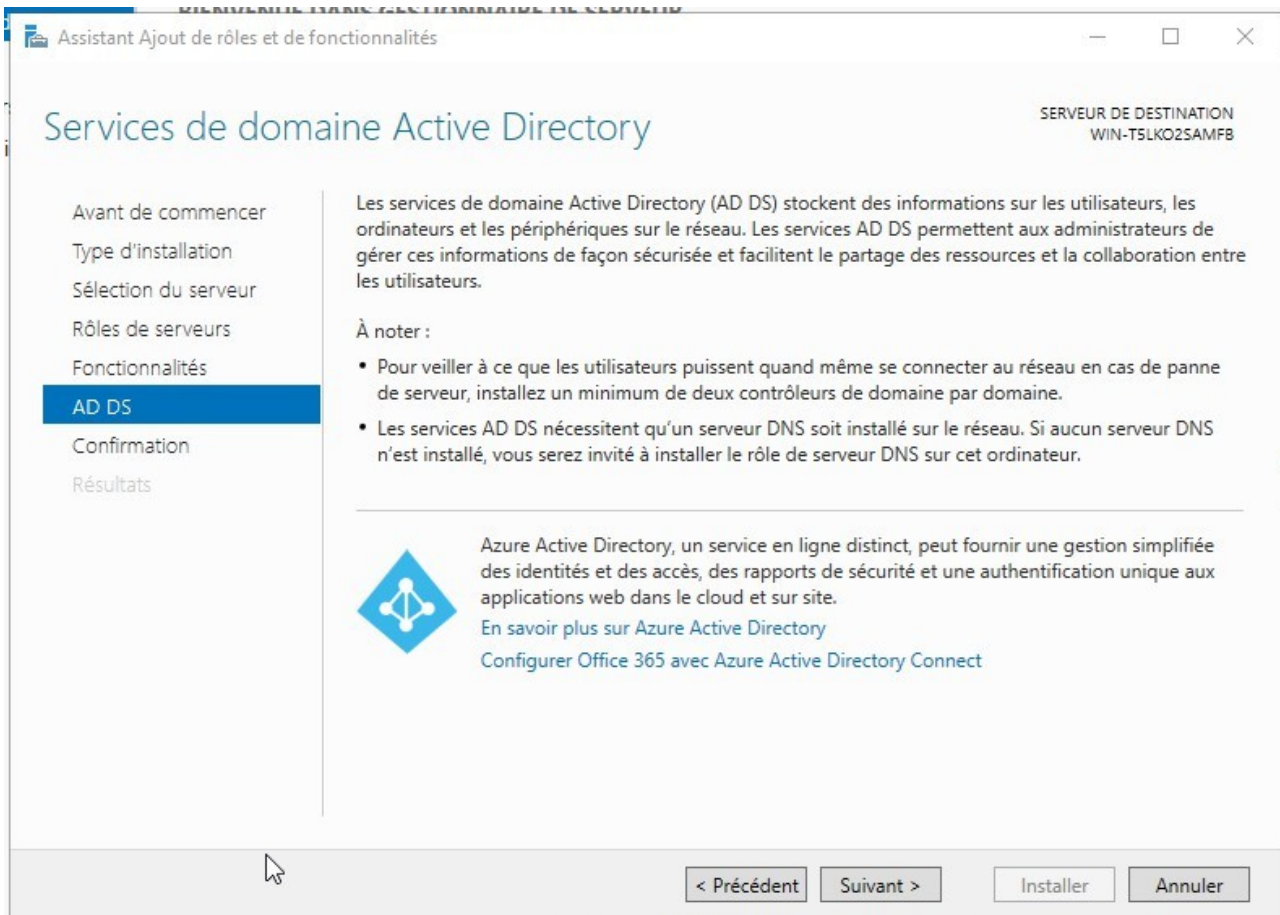 BIENVENUE DANS GESTIONNAIRE DE SERVEUR
Assistant Ajout de rôles et de fonctionnalités
Services de domaine Active Directory
SERVEUR DE DESTINATION
WIN-T5LKO2SAMFB
Avant de commencer
Type d'installation
Sélection du serveur
Rôles de serveurs
Fonctionnalités
AD DS
Confirmation
Résultats
Les services de domaine Active Directory (AD DS) stockent des informations sur les utilisateurs, les
ordinateurs et les périphériques sur le réseau. Les services AD DS permettent aux administrateurs de
gérer ces informations de façon sécurisée et facilitent le partage des ressources et la collaboration entre
les utilisateurs.
À noter :
• Pour veiller à ce que les utilisateurs puissent quand même se connecter au réseau en cas de panne
de serveur, installez un minimum de deux contrôleurs de domaine par domaine.
• Les services AD DS nécessitent qu'un serveur DNS soit installé sur le réseau. Si aucun serveur DNS
n'est installé, vous serez invité à installer le rôle de serveur DNS sur cet ordinateur.
Azure Active Directory, un service en ligne distinct, peut fournir une gestion simplifiée
des identités et des accès, des rapports de sécurité et une authentification unique aux
applications web dans le cloud et sur site.
En savoir plus sur Azure Active Directory
Configurer Office 365 avec Azure Active Directory Connect
< Précédent
Suivant >
Installer
Annuler